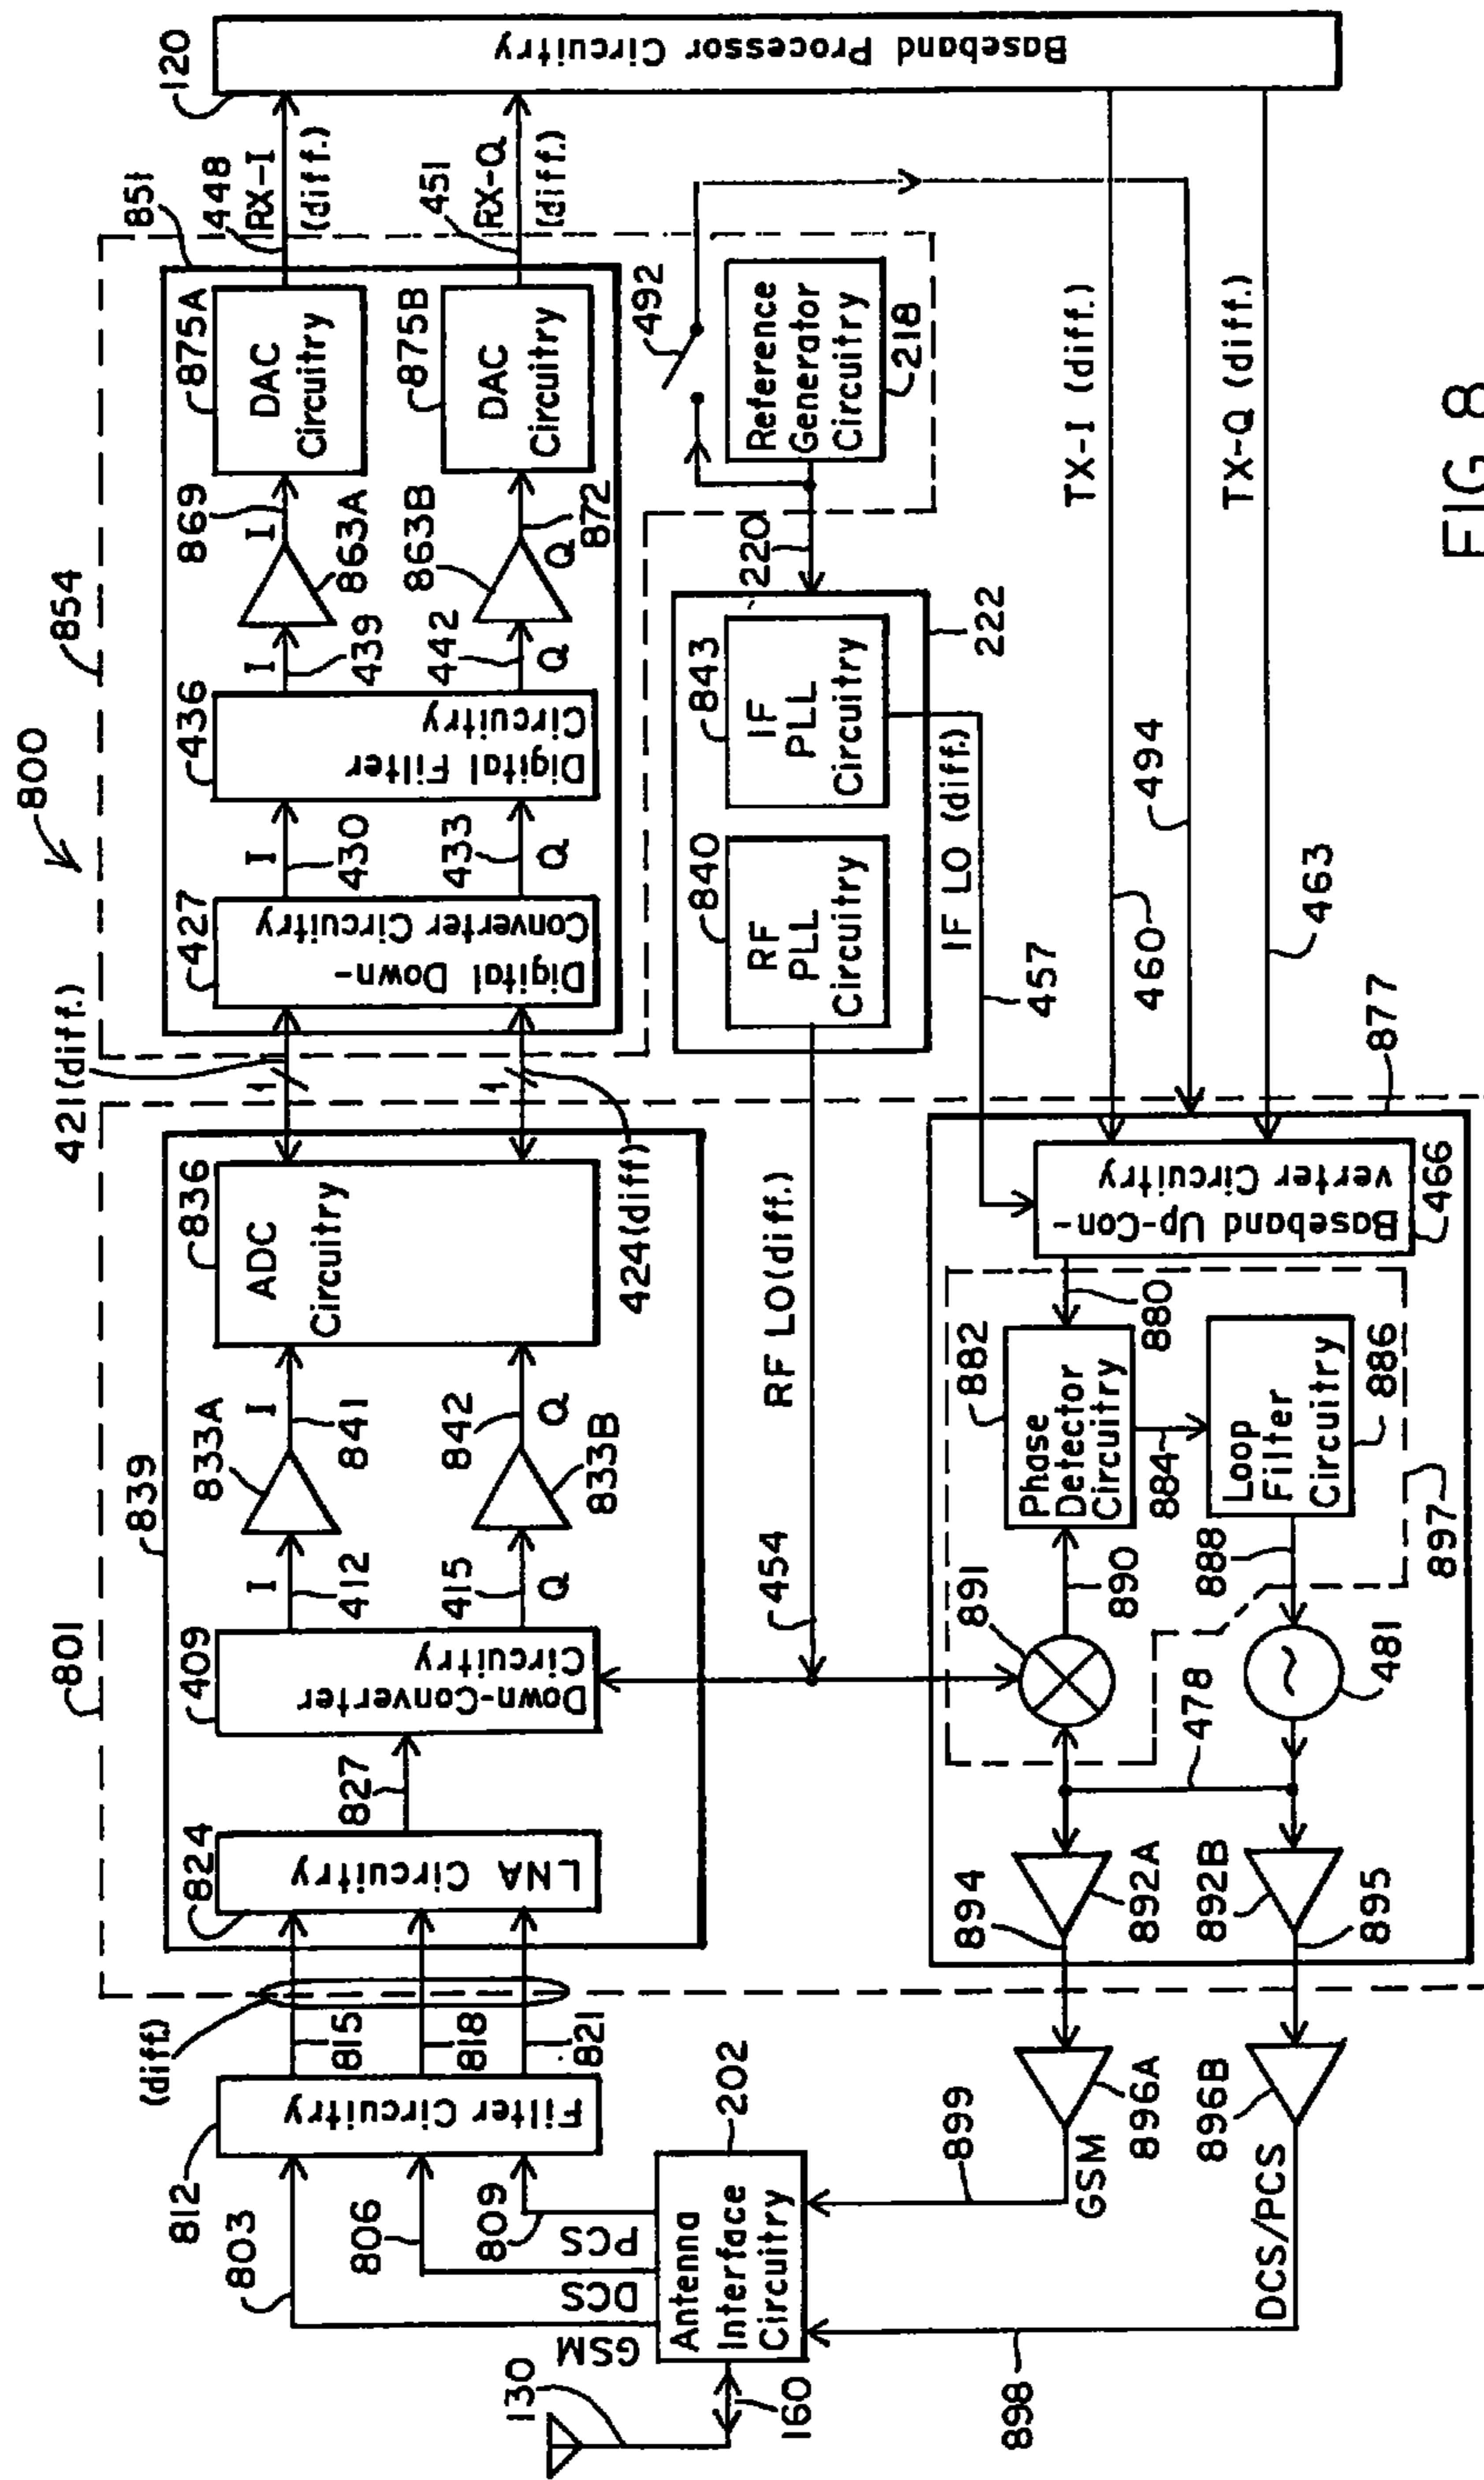 800
801
854
839
851
120
421(diff.)
(diff.)
812
803
806
809
815
818
821
824
LNA Circuitry
827
409
Down-Converter
Circuitry
I
412
415
Q
833A
833B
I
841
842
Q
836
ADC
Circuitry
424(diff)
427
Digital Down-
Converter Circuitry
I
430
433
Q
436
Digital Filter
Circuitry
I
439
442
Q
863A
863B
I
869
872
Q
875A
DAC
Circuitry
875B
DAC
Circuitry
448
RX-I
(diff.)
451
RX-Q
(diff.)
Baseband Processor Circuitry
Filter Circuitry
GSM
DCS
PCS
130
160
202
Antenna
Interface
Circuitry
RF LO(diff.)
454
840
RF
PLL
Circuitry
843
IF
PLL
Circuitry
220
222
492
Reference
Generator
Circuitry
218
IF LO (diff.)
457
TX-I (diff.)
460
494
TX-Q (diff.)
463
877
Baseband Up-Con-
verter Circuitry
466
880
882
Phase
Detector
Circuitry
884
Loop
Filter
Circuitry
886
888
890
891
897
481
478
892A
892B
894
895
896A
896B
GSM
899
DCS/PCS
898
FIG. 8